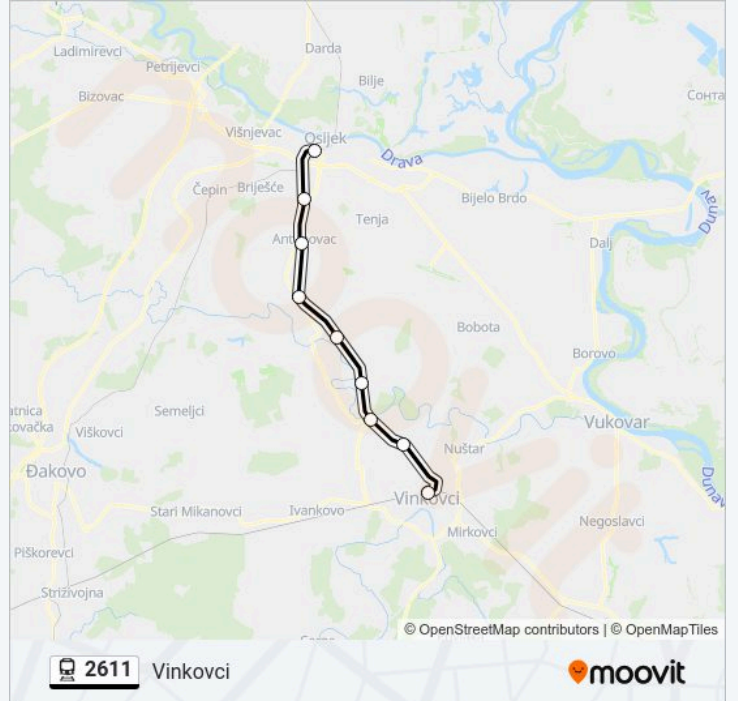 Ladimirevci
Darda
Petrijevci
Bilje
Bizovac
Сонта
Višnjevac
Osijek
Drava
Čepin
Briješće
Bijelo Brdo
Dunav
Tenja
Dalj
Bobota
Borovo
Semeljci
Vukovar
Viškovci
Nuštar
Đakovo
Dunav
Vinkovci
Stari Mikanovci
Ivankovo
Negoslavci
Mirkovci
Piškorevci
Strizivojna
© OpenStreetMap contributors | © OpenMapTiles
2611 Vinkovci
moovit